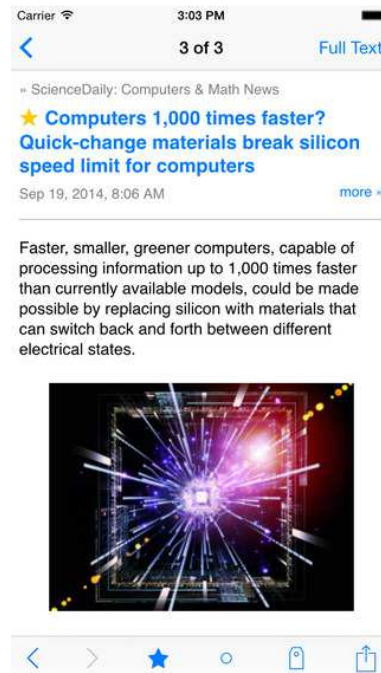 Carrier 3:03 PM
3 of 3 Full Text
» ScienceDaily: Computers & Math News
Computers 1,000 times faster?
Quick-change materials break silicon
speed limit for computers
Sep 19, 2014, 8:06 AM more »
Faster, smaller, greener computers, capable of
processing information up to 1,000 times faster
than currently available models, could be made
possible by replacing silicon with materials that
can switch back and forth between different
electrical states.